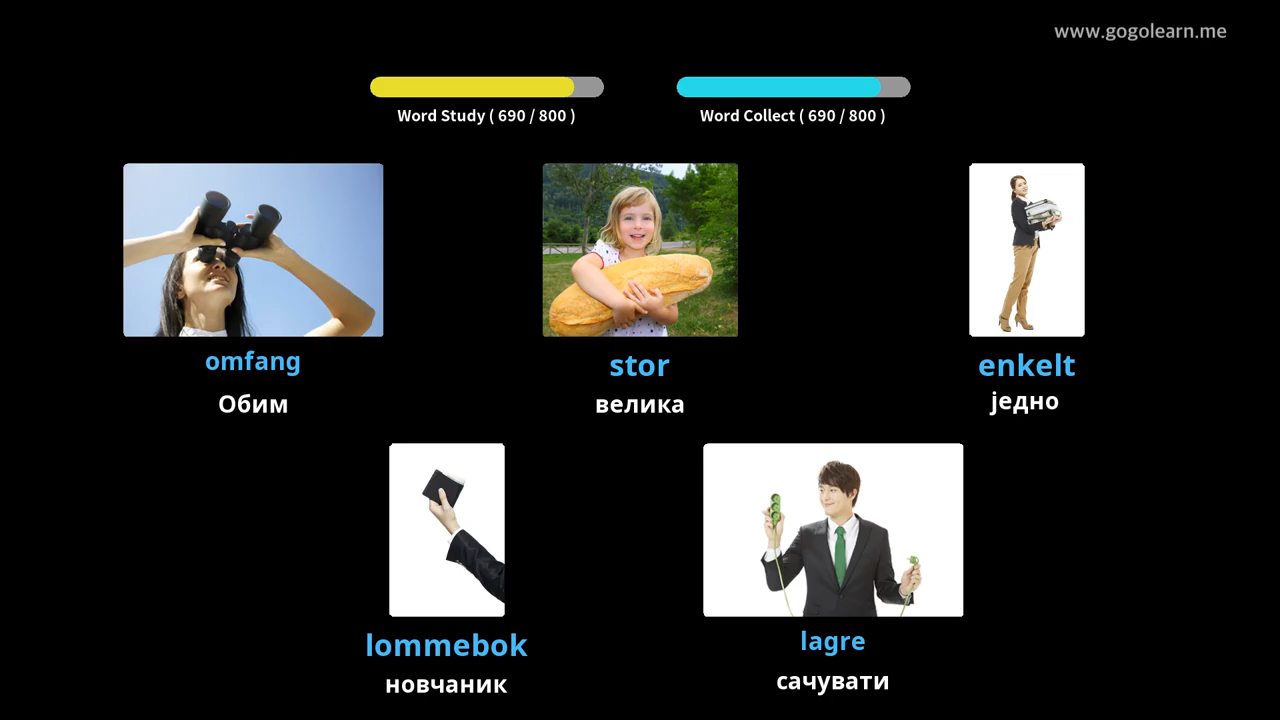 www.gogolearn.me
Word Study ( 690 / 800 )
Word Collect ( 690 / 800 )
omfang
Обим
stor
велика
enkelt
једно
lommebok
новчаник
lagre
сачувати